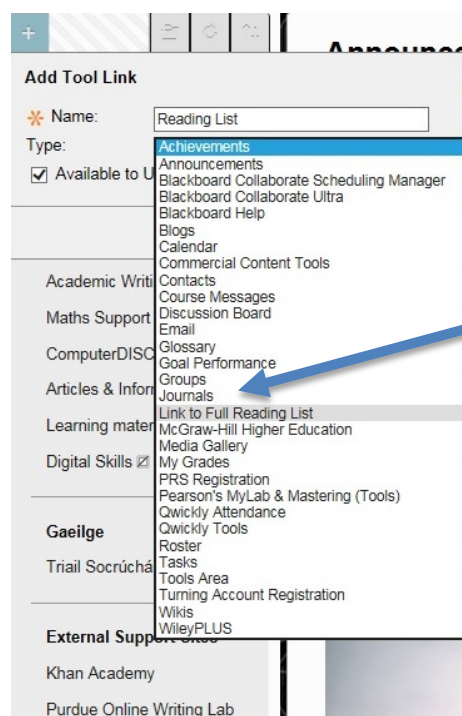 +
Announce
Add Tool Link
Name: Reading List
Type:
Achievements
Available to U
Announcements
Blackboard Collaborate Scheduling Manager
Blackboard Collaborate Ultra
Blackboard Help
Blogs
Calendar
Commercial Content Tools
Academic Writi
Contacts
Course Messages
Maths Support
Discussion Board
Email
ComputerDISC
Glossary
Goal Performance
Articles & Inforr
Groups
Journals
Learning mater
Link to Full Reading List
McGraw-Hill Higher Education
Media Gallery
Digital Skills
My Grades
PRS Registration
Pearson's MyLab & Mastering (Tools)
Qwickly Attendance
Gaeilge
Qwickly Tools
Roster
Triail Socrúchá
Tasks
Tools Area
Turning Account Registration
Wikis
External Supp
WileyPLUS
Khan Academy
Purdue Online Writing Lab